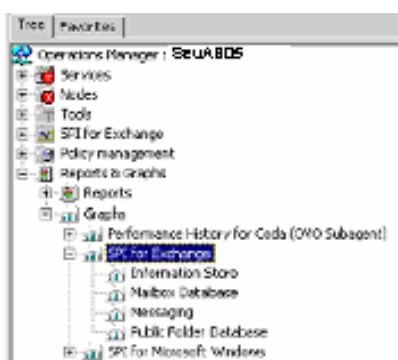 Tree Favorites
Operations Manager :
Services
Nodes
Tools
SPI for Exchange
Policy management
Reports & Graphs
Reports
Graphs
Performance History for Coda (OVO Subagent)
SPI for Exchange
Information Store
Mailbox Database
Messaging
Public Folder Database
SPI for Microsoft Windows